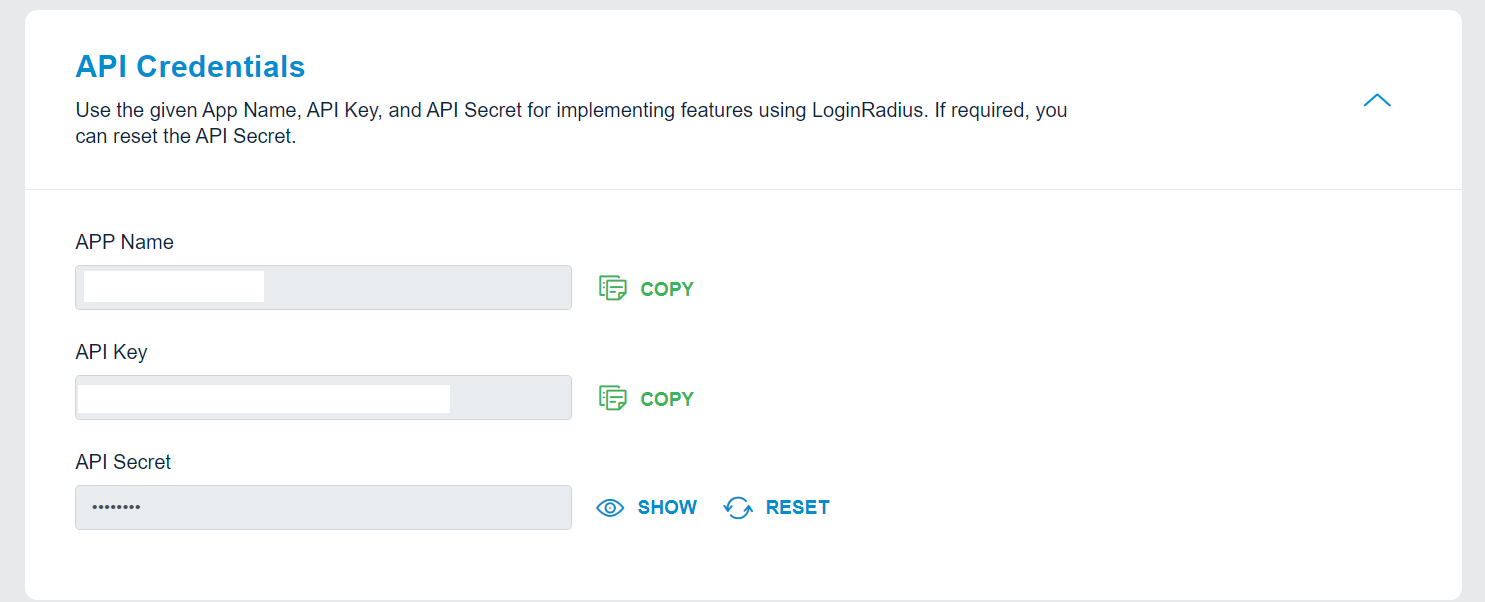 API Credentials
Use the given App Name, API Key, and API Secret for implementing features using LoginRadius. If required, you
can reset the API Secret.
APP Name
COPY
API Key
COPY
API Secret
•••••••• SHOW RESET